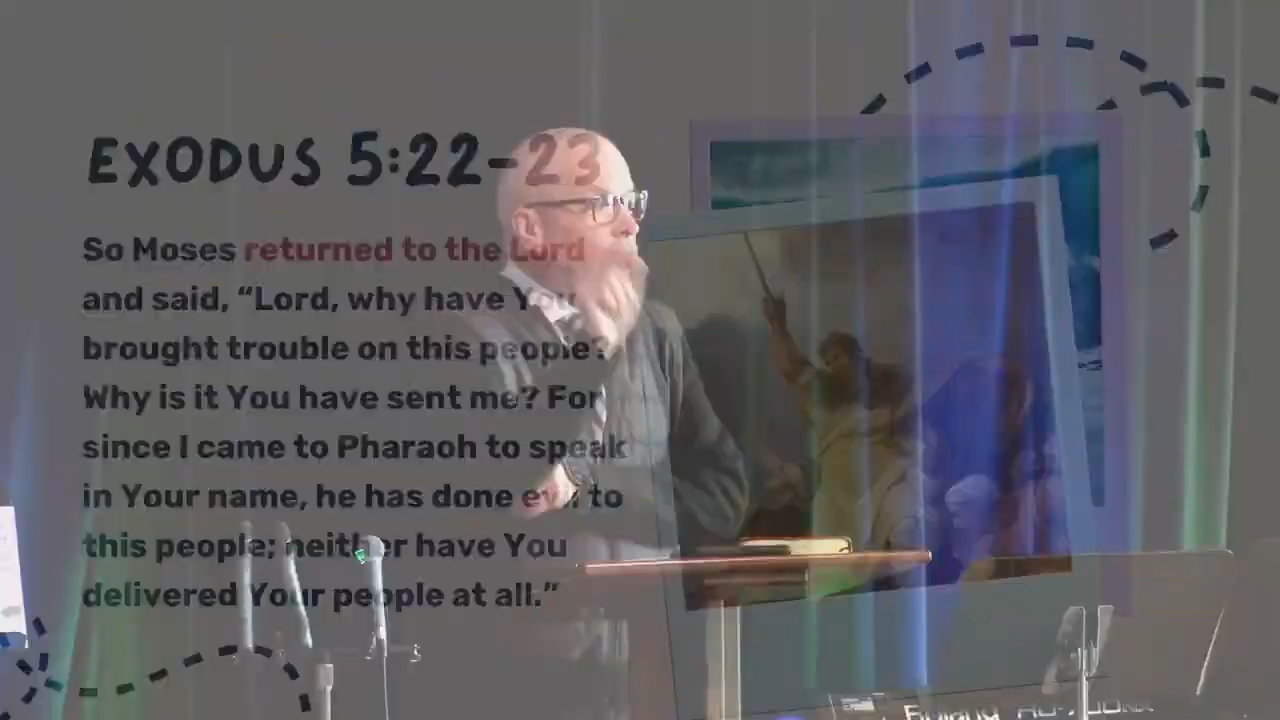 EXODUS 5:22-23
So Moses returned to the Lord
and said, “Lord, why have You
brought trouble on this people?
Why is it You have sent me? For
since I came to Pharaoh to speak
in Your name, he has done evil to
this people; neither have You
delivered Your people at all.”
Roland